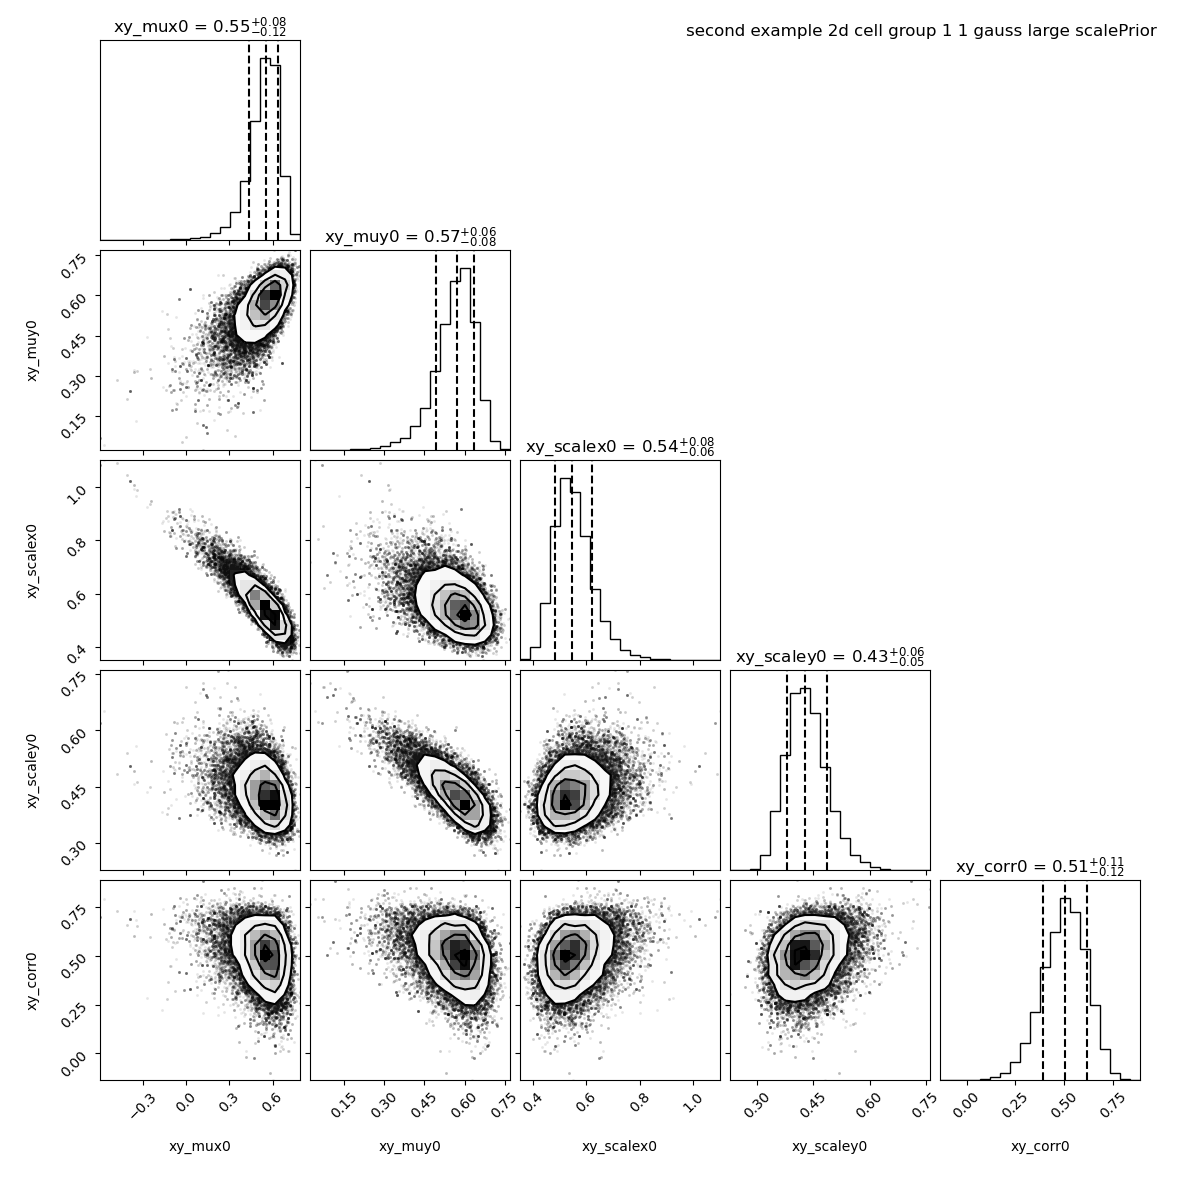 second example 2d cell group 1 1 gauss large scalePrior
xy_mux0 = 0.55+0.08 −0.12
xy_muy0 = 0.57+0.06 −0.08
0.75
0.60
0.45
0.30
0.15
xy_muy0
xy_scalex0 = 0.54+0.08 −0.06
1.0
0.8
0.6
0.4
xy_scalex0
xy_scaley0 = 0.43+0.06 −0.05
0.75
0.60
0.45
0.30
xy_scaley0
xy_corr0 = 0.51+0.11 −0.12
0.75
0.50
0.25
0.00
xy_corr0
−0.3 0.0 0.3 0.6
0.15 0.30 0.45 0.60 0.75
0.4 0.6 0.8 1.0
0.30 0.45 0.60 0.75
0.00 0.25 0.50 0.75
xy_mux0
xy_muy0
xy_scalex0
xy_scaley0
xy_corr0